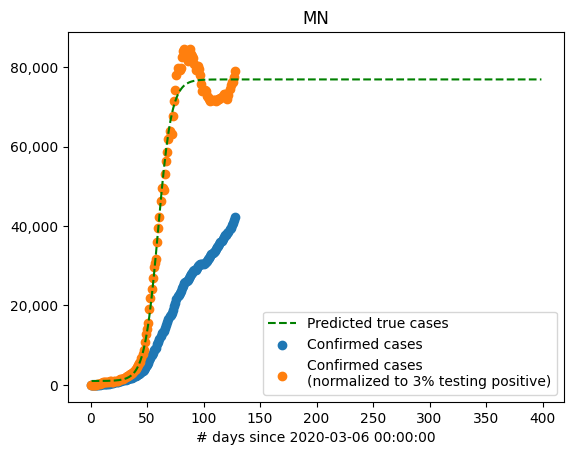 MN
80,000
60,000
40,000
20,000
0
Predicted true cases
Confirmed cases
Confirmed cases
(normalized to 3% testing positive)
0 50 100 150 200 250 300 350 400
# days since 2020-03-06 00:00:00